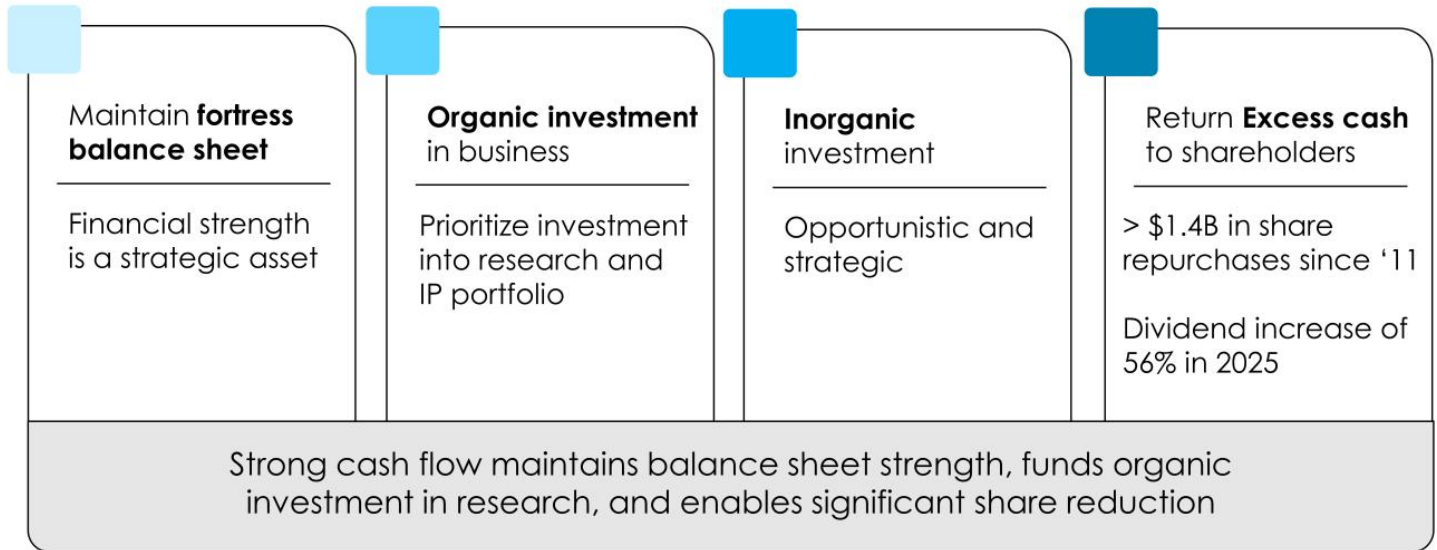 Maintain fortress
balance sheet
Financial strength
is a strategic asset
Organic investment
in business
Prioritize investment
into research and
IP portfolio
Inorganic
investment
Opportunistic and
strategic
Return Excess cash
to shareholders
> $1.4B in share
repurchases since ‘11
Dividend increase of
56% in 2025
Strong cash flow maintains balance sheet strength, funds organic
investment in research, and enables significant share reduction